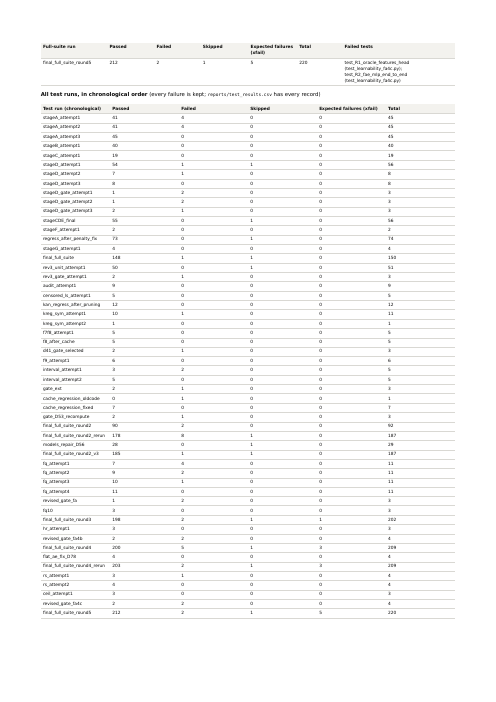 Full-suite run Passed Failed Skipped Expected failures (xfail) Total Failed tests
final_full_suite_round5 212 2 1 5 220 test_R1_oracle_features_head
(test_learnability_fa4c.py);
test_R2_fae_mlp_end_to_end
(test_learnability_fa4c.py)
All test runs, in chronological order (every failure is kept; reports/test_results.csv has every record)
Test run (chronological) Passed Failed Skipped Expected failures (xfail) Total
stageA_attempt1 41 4 0 0 45
stageA_attempt2 41 4 0 0 45
stageA_attempt3 45 0 0 0 45
stageB_attempt1 40 0 0 0 40
stageC_attempt1 19 0 0 0 19
stageD_attempt1 54 1 1 0 56
stageD_attempt2 7 1 0 0 8
stageD_attempt3 8 0 0 0 8
stageD_gate_attempt1 1 2 0 0 3
stageD_gate_attempt2 1 2 0 0 3
stageD_gate_attempt3 2 1 0 0 3
stageCDE_final 55 0 1 0 56
stageF_attempt1 2 0 0 0 2
regress_after_penalty_fix 73 0 1 0 74
stageG_attempt1 4 0 0 0 4
final_full_suite 148 1 1 0 150
rev3_unit_attempt1 50 0 1 0 51
rev3_gate_attempt1 2 1 0 0 3
audit_attempt1 9 0 0 0 9
censored_ls_attempt1 5 0 0 0 5
kan_regress_after_pruning 12 0 0 0 12
kreg_sym_attempt1 10 1 0 0 11
kreg_sym_attempt2 1 0 0 0 1
f7f8_attempt1 5 0 0 0 5
f8_after_cache 5 0 0 0 5
d41_gate_selected 2 1 0 0 3
f9_attempt1 6 0 0 0 6
interval_attempt1 3 2 0 0 5
interval_attempt2 5 0 0 0 5
gate_ext 2 1 0 0 3
cache_regression_oldcode 0 1 0 0 1
cache_regression_fixed 7 0 0 0 7
gate_D53_recompute 2 1 0 0 3
final_full_suite_round2 90 2 0 0 92
final_full_suite_round2_rerun 178 8 1 0 187
models_repair_D56 28 0 1 0 29
final_full_suite_round2_v3 185 1 1 0 187
fq_attempt1 7 4 0 0 11
fq_attempt2 9 2 0 0 11
fq_attempt3 10 1 0 0 11
fq_attempt4 11 0 0 0 11
revised_gate_fa 1 2 0 0 3
fq10 3 0 0 0 3
final_full_suite_round3 198 2 1 1 202
hr_attempt1 3 0 0 0 3
revised_gate_fa4b 2 2 0 0 4
final_full_suite_round4 200 5 1 3 209
flat_ae_fix_D78 4 0 0 0 4
final_full_suite_round4_rerun 203 2 1 3 209
rs_attempt1 3 1 0 0 4
rs_attempt2 4 0 0 0 4
ceil_attempt1 3 0 0 0 3
revised_gate_fa4c 2 2 0 0 4
final_full_suite_round5 212 2 1 5 220